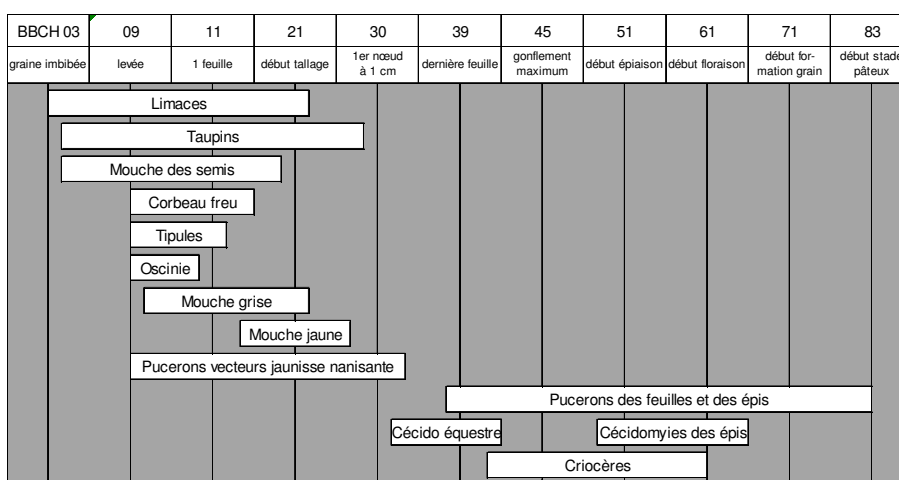 BBCH 03 09 11 21 30 39 45 51 61 71 83
graine imbibée levée 1 feuille début tallage 1er nœud à 1 cm dernière feuille gonflement maximum début épiaison début floraison début for-mation grain début stade pâteux
Limaces
Taupins
Mouche des semis
Corbeau freu
Tipules
Oscinie
Mouche grise
Mouche jaune
Pucerons vecteurs jaunisse nanisante
Pucerons des feuilles et des épis
Cécido équestre Cécidomyies des épis
Criocères